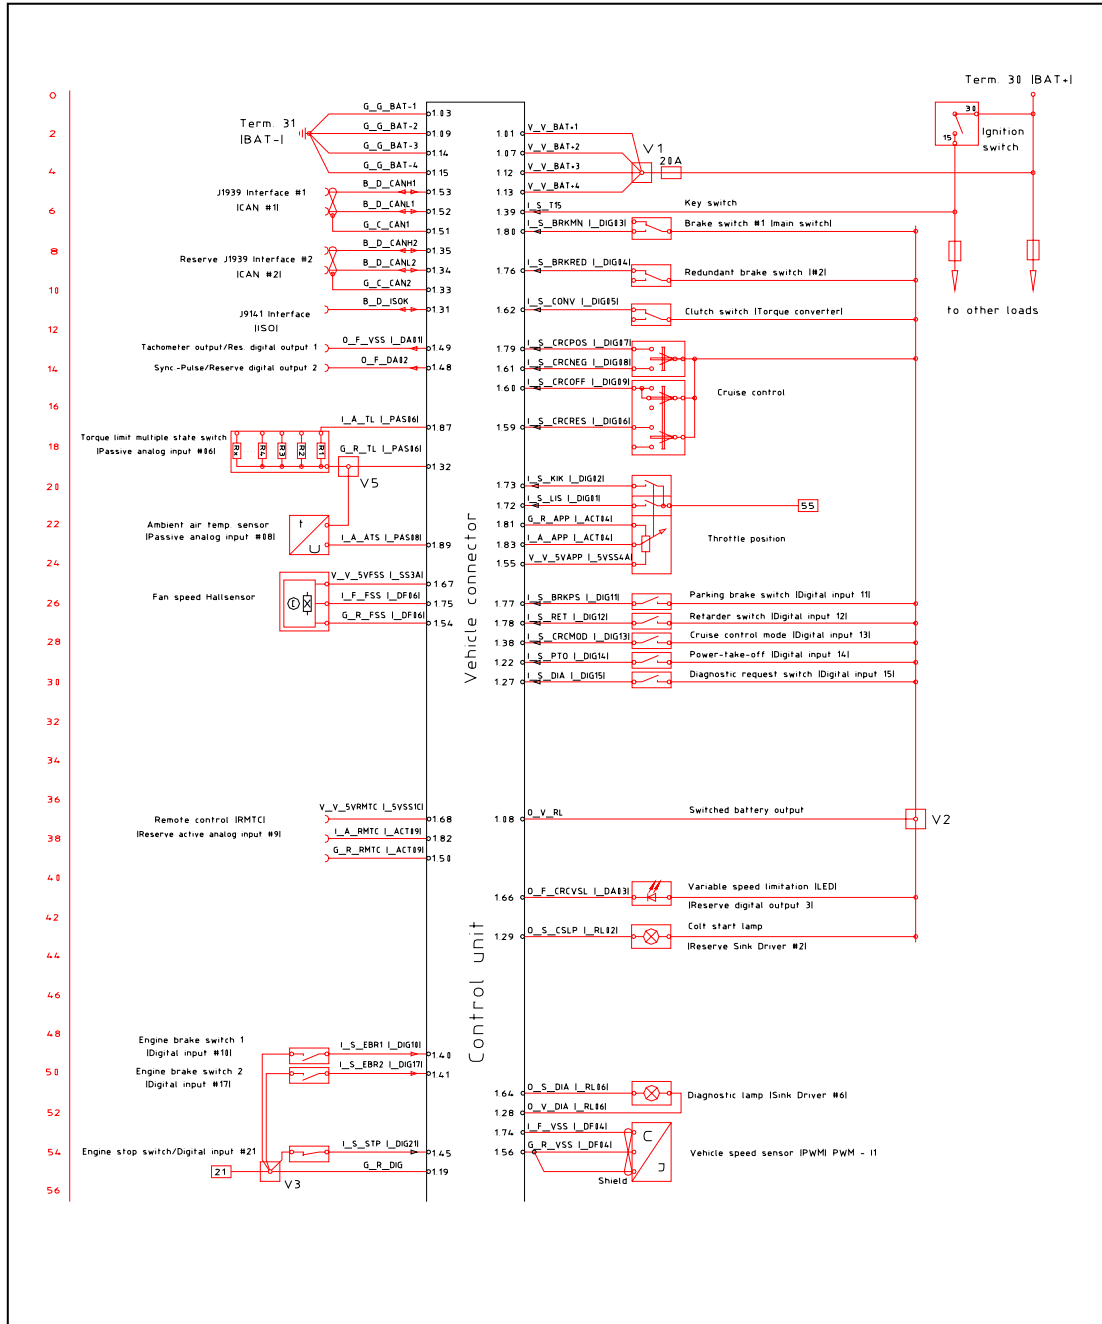 Term. 30 |BAT+|
0
2
4
6
8
10
12
14
16
18
20
22
24
26
28
30
32
34
36
38
40
42
44
46
48
50
52
54
56
Term. 31
|BAT-|
G_G_BAT-1
1.03
G_G_BAT-2
1.09
G_G_BAT-3
1.14
G_G_BAT-4
1.15
J1939 Interface #1
|CAN #1|
B_D_CANH1
1.53
B_D_CANL1
1.52
G_C_CAN1
1.51
Reserve J1939 Interface #2
|CAN #2|
B_D_CANH2
1.35
B_D_CANL2
1.34
G_C_CAN2
1.33
J9141 Interface
|ISO|
B_D_ISOK
1.31
Tachometer output/Res. digital output 1
O_F_VSS |_DA01|
1.49
Sync.-Pulse/Reserve digital output 2
O_F_DA02
1.48
Torque limit multiple state switch
|Passive analog input #06|
Rx
R4
R3
R2
R1
I_A_TL |_PAS06|
1.87
G_R_TL |_PAS06|
1.32
V5
Ambient air temp. sensor
|Passive analog input #08|
t
U
I_A_ATS |_PAS08|
1.89
Fan speed Hallsensor
E
V_V_5VFSS |_SS3A|
1.67
I_F_FSS |_DF06|
1.75
G_R_FSS |_DF06|
1.54
Remote control |RMTC|
|Reserve active analog input #9|
V_V_5VRMTC |_5VSS1C|
1.68
I_A_RMTC |_ACT09|
1.82
G_R_RMTC |_ACT09|
1.50
Engine brake switch 1
|Digital input #10|
I_S_EBR1 |_DIG10|
1.40
Engine brake switch 2
|Digital input #17|
I_S_EBR2 |_DIG17|
1.41
Engine stop switch/Digital input #21
I_S_STP |_DIG21|
1.45
21
V3
G_R_DIG
1.19
Vehicle connector
Control unit
1.01
V_V_BAT+1
1.07
V_V_BAT+2
1.12
V_V_BAT+3
1.13
V_V_BAT+4
V1
20A
30
15
Ignition
switch
1.39
I_S_T15
Key switch
1.80
I_S_BRKMN |_DIG03|
Brake switch #1 |main switch|
1.76
I_S_BRKRED |_DIG04|
Redundant brake switch |#2|
1.62
I_S_CONV |_DIG05|
Clutch switch |Torque converter|
to other loads
1.79
I_S_CRCPOS |_DIG07|
1.61
I_S_CRCNEG |_DIG08|
1.60
I_S_CRCOFF |_DIG09|
Cruise control
1.59
I_S_CRCRES |_DIG06|
1.73
I_S_KIK |_DIG02|
1.72
I_S_LIS |_DIG01|
55
1.81
G_R_APP |_ACT04|
1.83
I_A_APP |_ACT04|
Throttle position
1.55
V_V_5VAPP |_5VSS4A|
1.77
I_S_BRKPS |_DIG11|
Parking brake switch |Digital input 11|
1.78
I_S_RET |_DIG12|
Retarder switch |Digital input 12|
1.38
I_S_CRCMOD |_DIG13|
Cruise control mode |Digital input 13|
1.22
I_S_PTO |_DIG14|
Power-take-off |Digital input 14|
1.27
I_S_DIA |_DIG15|
Diagnostic request switch |Digital input 15|
1.08
O_V_RL
Switched battery output
V2
1.66
O_F_CRCVSL |_DA03|
Variable speed limitation |LED|
|Reserve digital output 3|
1.29
O_S_CSLP |_RL02|
Colt start lamp
|Reserve Sink Driver #2|
1.64
O_S_DIA |_RL06|
Diagnostic lamp |Sink Driver #6|
1.28
O_V_DIA |_RL06|
1.74
I_F_VSS |_DF04|
1.56
G_R_VSS |_DF04|
Shield
Vehicle speed sensor |PWM| PWM - I1